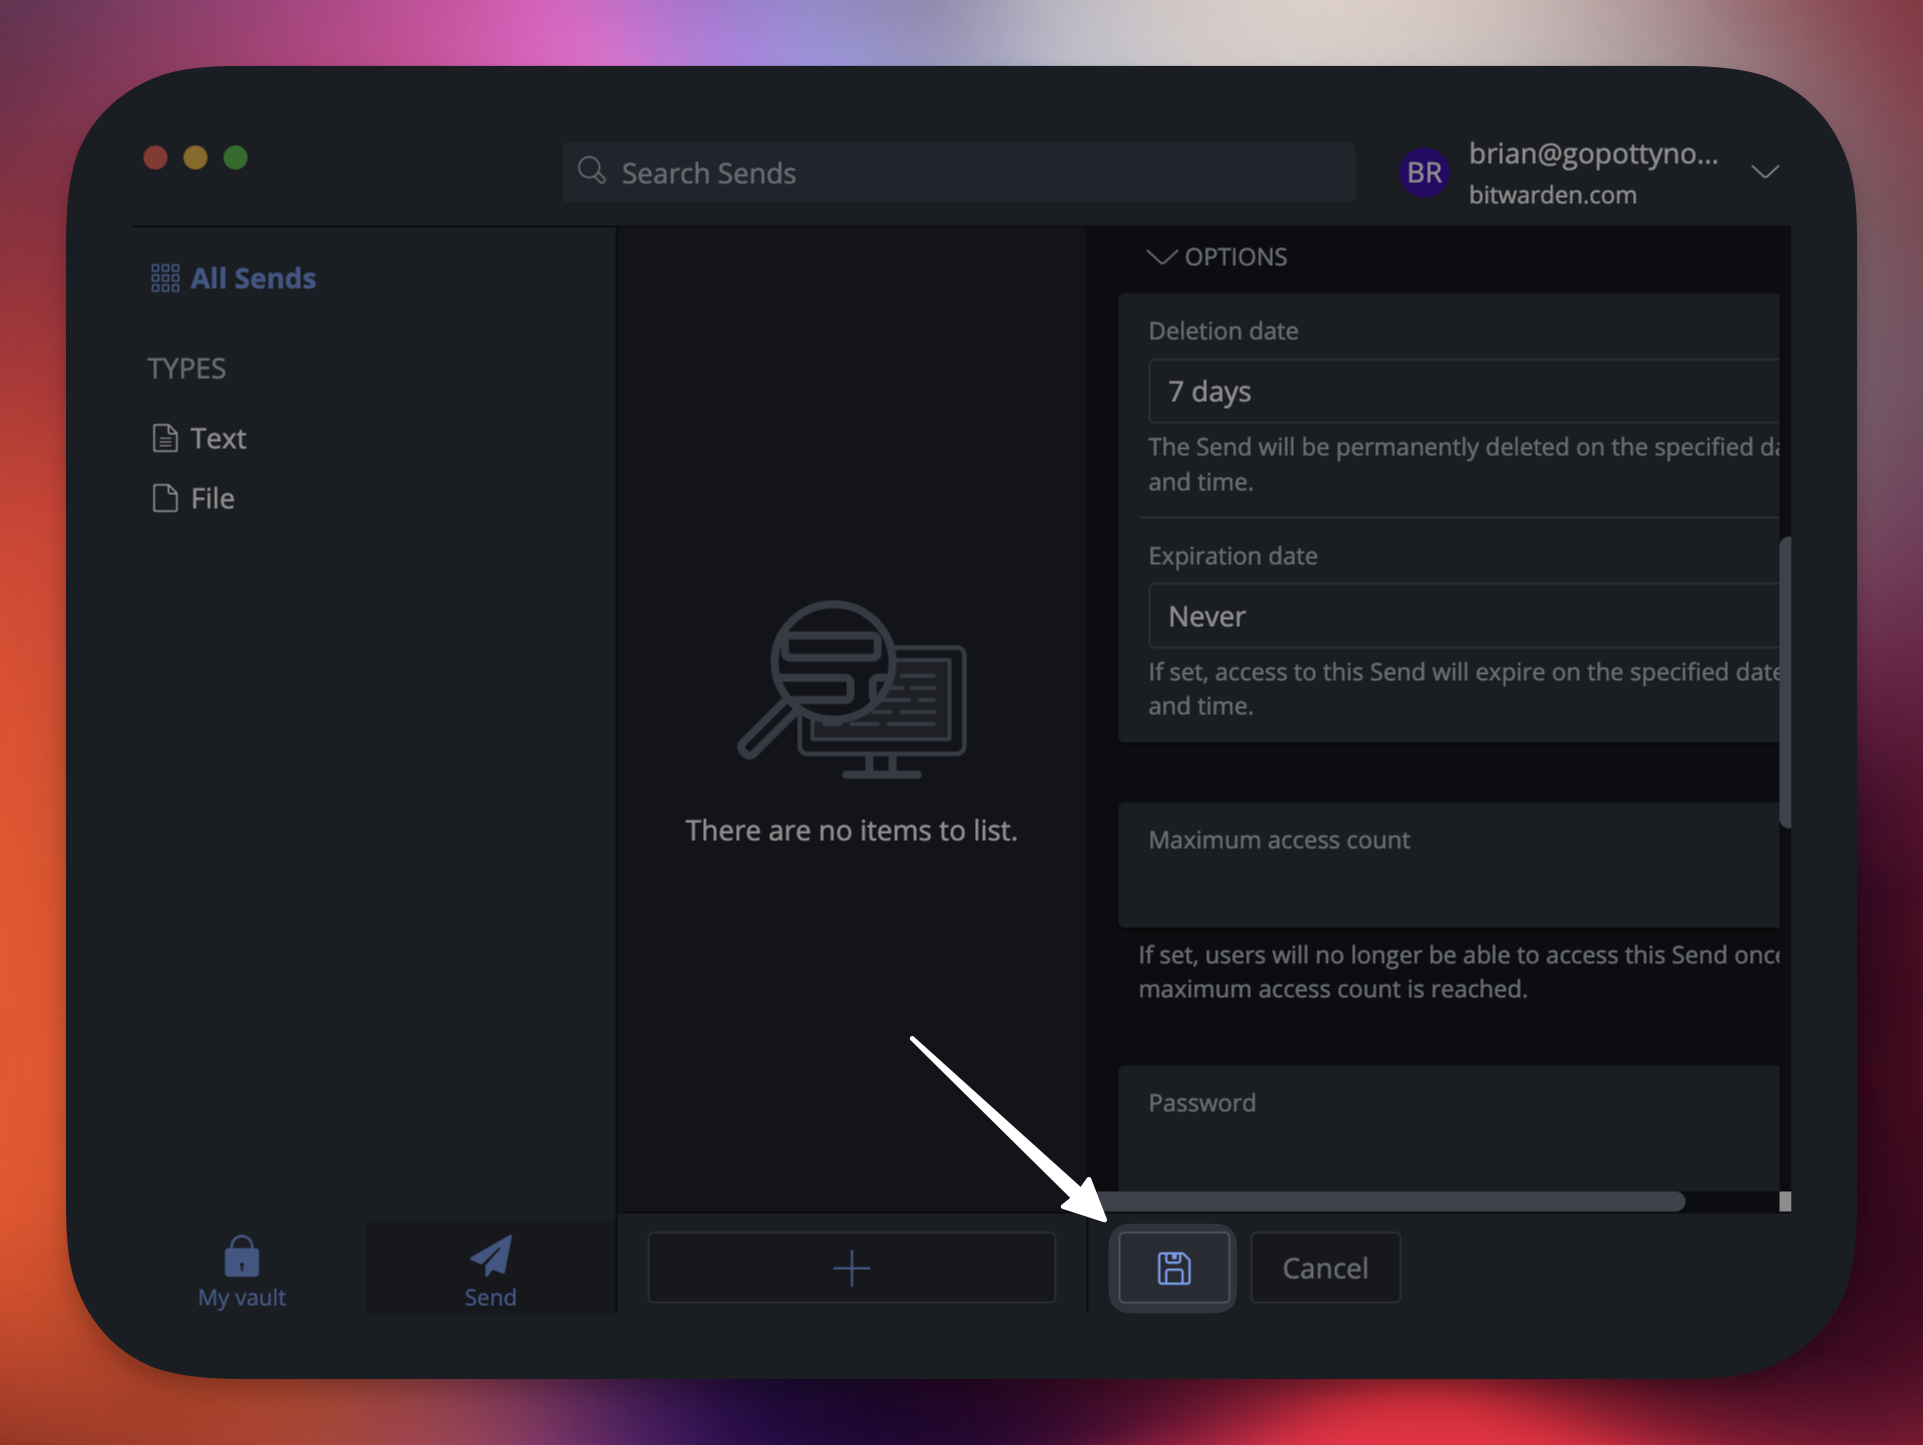 Search Sends
BR
brian@gopottyno...
bitwarden.com
All Sends
TYPES
Text
File
There are no items to list.
OPTIONS
Deletion date
7 days
The Send will be permanently deleted on the specified
and time.
Expiration date
Never
If set, access to this Send will expire on the specified date
and time.
Maximum access count
If set, users will no longer be able to access this Send once
maximum access count is reached.
Password
My vault
Send
Cancel